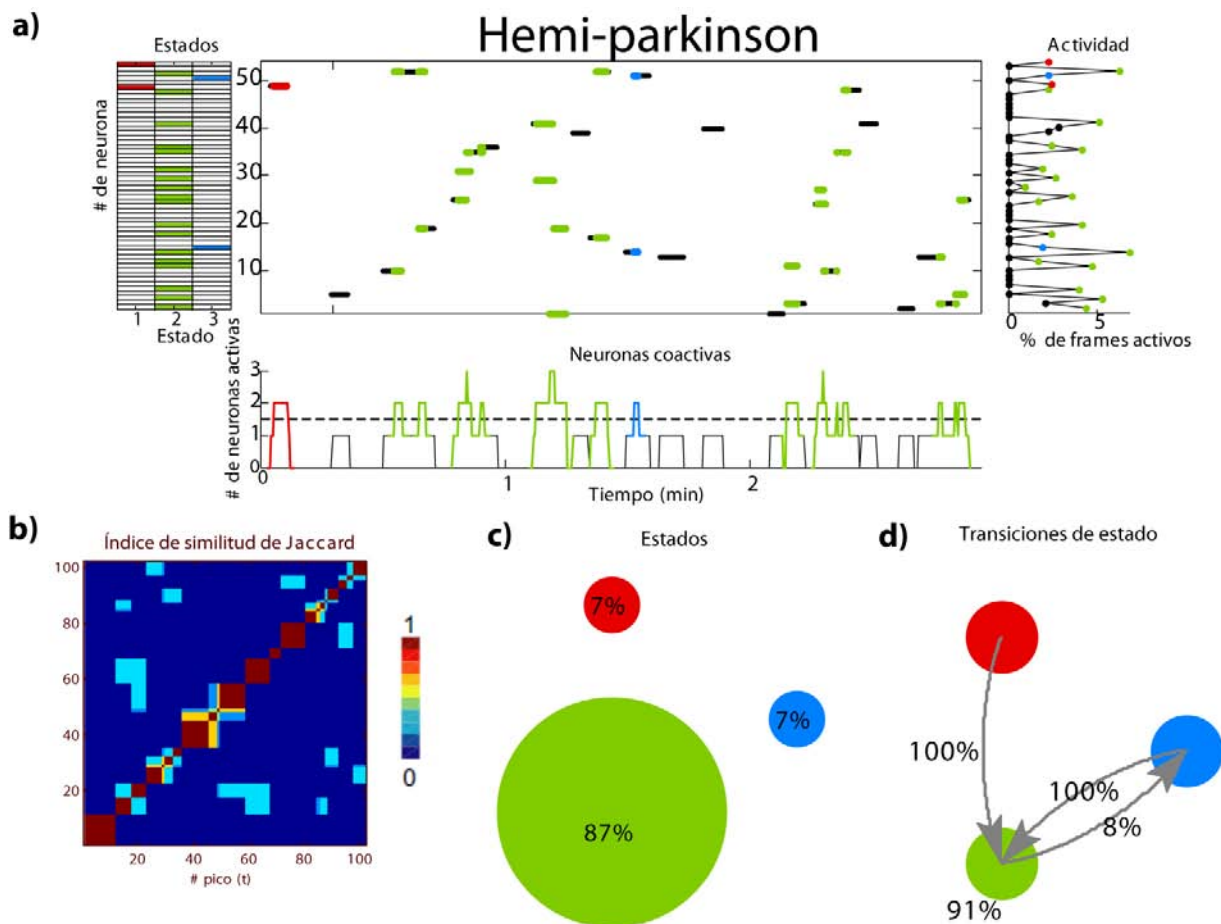 a)
Hemi-parkinson
Estados
Actividad
# de neurona
50
40
30
20
10
1 2 3
Estado
0 5
% de frames activos
Neuronas coactivas
# de neuronas activas
3
2
1
0
0 1 2
Tiempo (min)
b)
Índice de similitud de Jaccard
100
80
60
40
20
20 40 60 80 100
# pico (t)
1
0
c)
Estados
7%
7%
87%
d)
Transiciones de estado
100%
100%
8%
91%